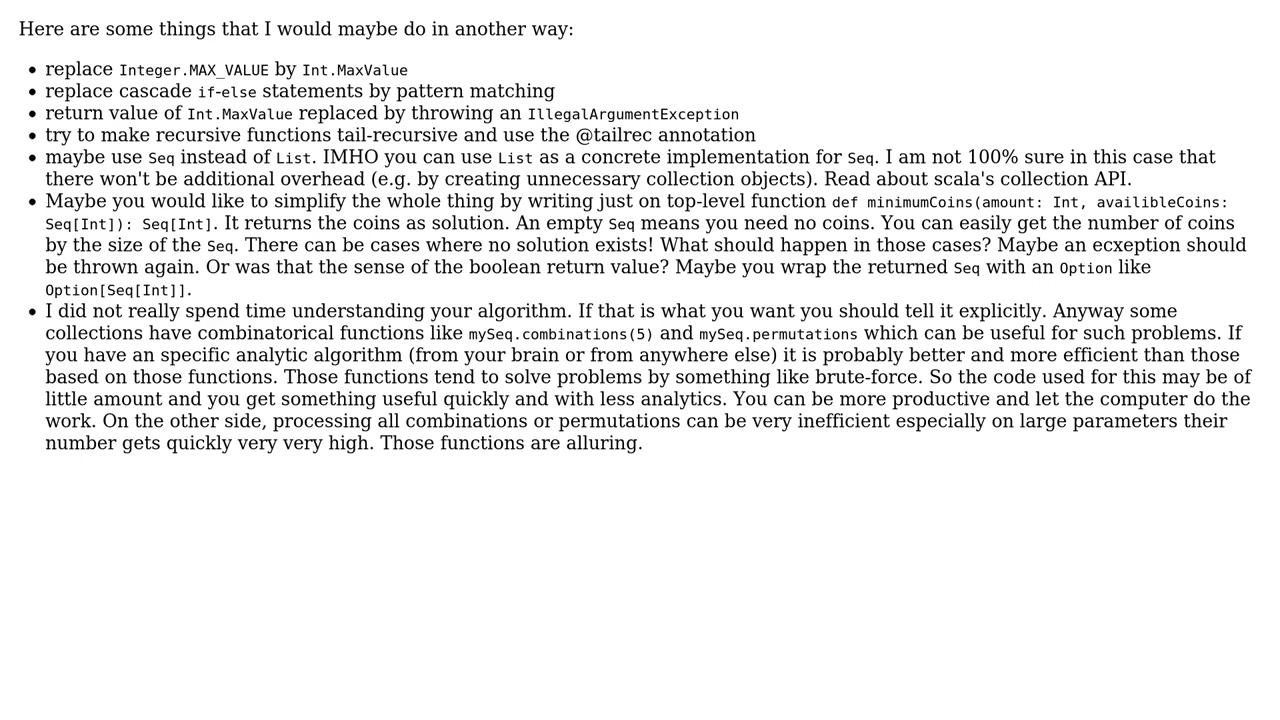 Here are some things that I would maybe do in another way:
• replace Integer.MAX_VALUE by Int.MaxValue
• replace cascade if-else statements by pattern matching
• return value of Int.MaxValue replaced by throwing an IllegalArgumentException
• try to make recursive functions tail-recursive and use the @tailrec annotation
• maybe use Seq instead of List. IMHO you can use List as a concrete implementation for Seq. I am not 100% sure in this case that
there won't be additional overhead (e.g. by creating unnecessary collection objects). Read about scala's collection API.
• Maybe you would like to simplify the whole thing by writing just on top-level function def minimumCoins(amount: Int, availibleCoins:
Seq[Int]): Seq[Int]. It returns the coins as solution. An empty Seq means you need no coins. You can easily get the number of coins
by the size of the Seq. There can be cases where no solution exists! What should happen in those cases? Maybe an ecxeption should
be thrown again. Or was that the sense of the boolean return value? Maybe you wrap the returned Seq with an Option like
Option[Seq[Int]].
• I did not really spend time understanding your algorithm. If that is what you want you should tell it explicitly. Anyway some
collections have combinatorical functions like mySeq.combinations(5) and mySeq.permutations which can be useful for such problems. If
you have an specific analytic algorithm (from your brain or from anywhere else) it is probably better and more efficient than those
based on those functions. Those functions tend to solve problems by something like brute-force. So the code used for this may be of
little amount and you get something useful quickly and with less analytics. You can be more productive and let the computer do the
work. On the other side, processing all combinations or permutations can be very inefficient especially on large parameters their
number gets quickly very very high. Those functions are alluring.